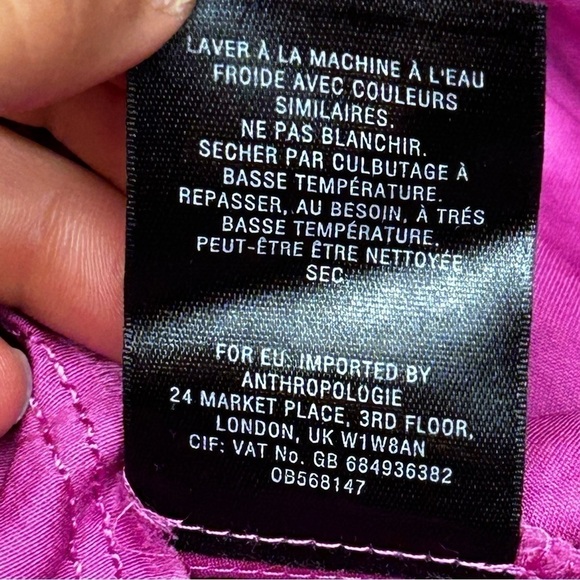 LAVER À LA MACHINE À L'EAU
FROIDE AVEC COULEURS
SIMILAIRES.
NE PAS BLANCHIR.
SECHER PAR CULBUTAGE À
BASSE TEMPÉRATURE.
REPASSER, AU BESOIN, À TRÉS
BASSE TEMPÉRATURE.
PEUT-ÊTRE ÊTRE NETTOYÉE
SEC
FOR EU: IMPORTED BY
ANTHROPOLOGIE
24 MARKET PLACE, 3RD FLOOR,
LONDON, UK W1W8AN
CIF: VAT No. GB 684936382
OB568147